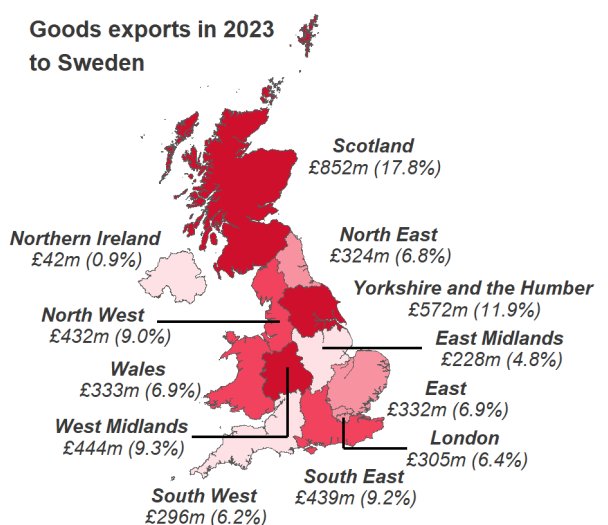 Goods exports in 2023
to Sweden
Scotland
£852m (17.8%)
Northern Ireland
£42m (0.9%)
North East
£324m (6.8%)
Yorkshire and the Humber
£572m (11.9%)
North West
£432m (9.0%)
East Midlands
£228m (4.8%)
Wales
£333m (6.9%)
East
£332m (6.9%)
West Midlands
£444m (9.3%)
London
£305m (6.4%)
South East
£439m (9.2%)
South West
£296m (6.2%)